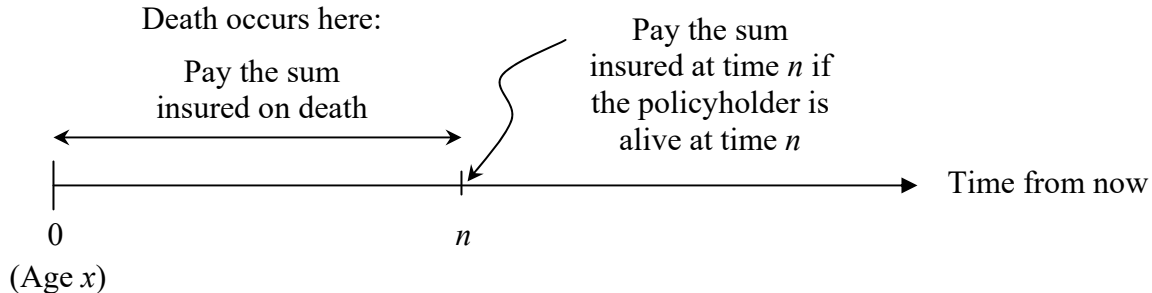 Death occurs here:
Pay the sum
insured on death
Pay the sum
insured at time n if
the policyholder is
alive at time n
Time from now
0
n
(Age x)